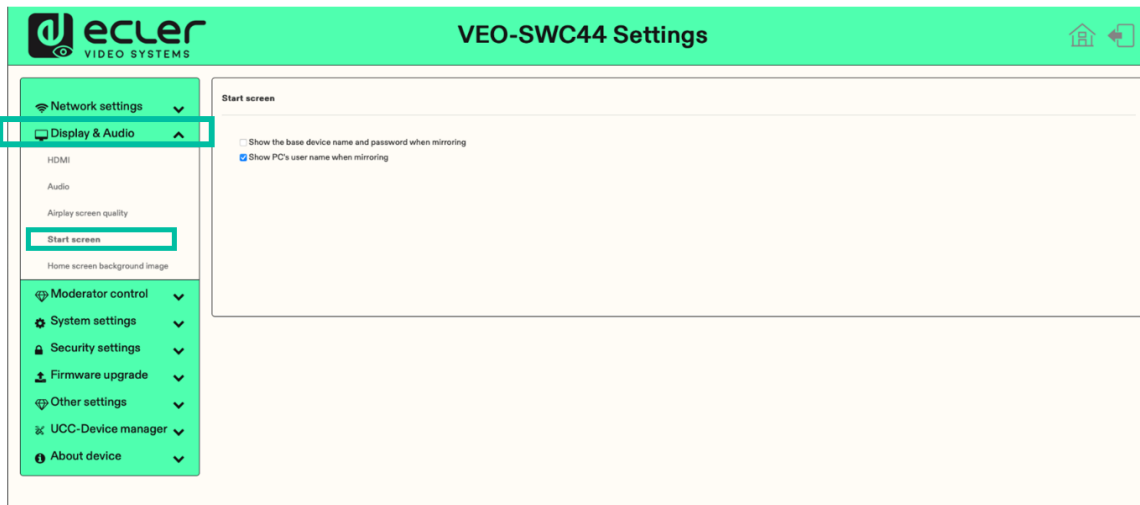 ecler
VIDEO SYSTEMS
VEO-SWC44 Settings
Network settings
Display & Audio
HDMI
Audio
Airplay screen quality
Start screen
Home screen background image
Moderator control
System settings
Security settings
Firmware upgrade
Other settings
UCC-Device manager
About device
Start screen
Show the base device name and password when mirroring
Show PC's user name when mirroring